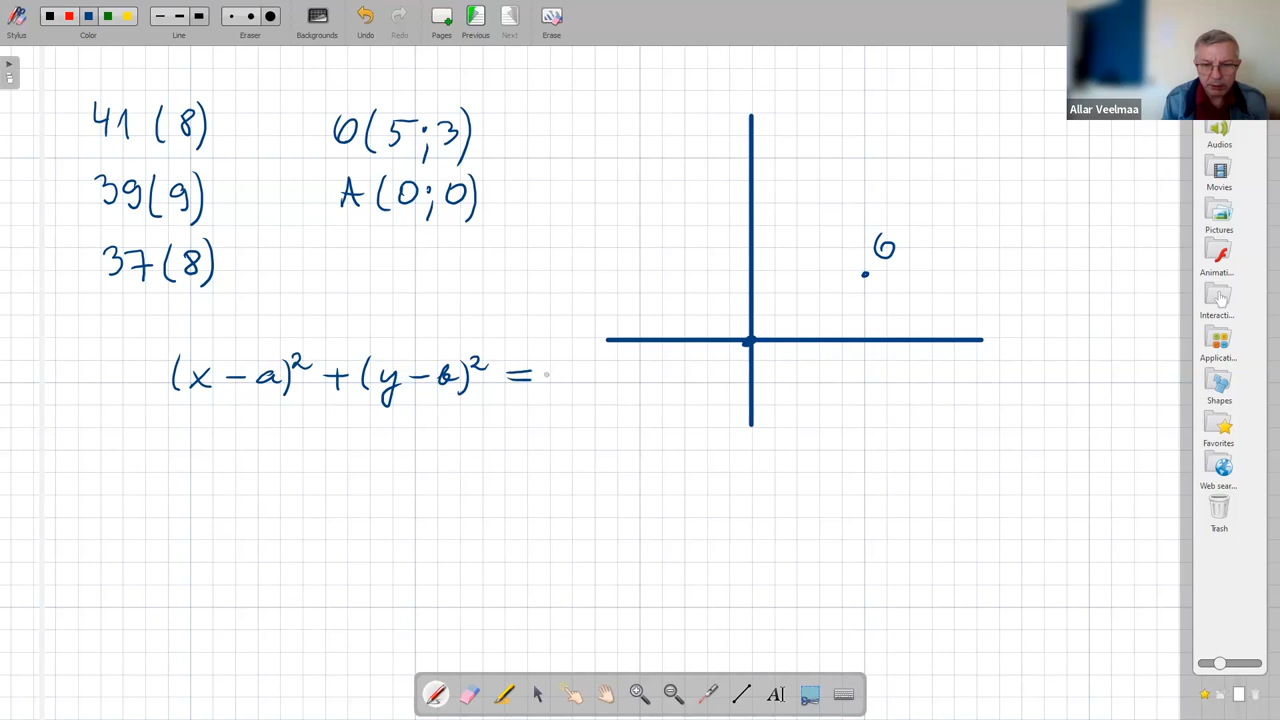 Stylus
Color
Line
Eraser
Backgrounds
Undo
Redo
Pages
Previous
Next
Erase
Allar Veelmaa
41 (8)
O(5;3)
39(9)
A(0;0)
37(8)
O
(x-a)² + (y-b)² =
Audios
Movies
Pictures
Animati...
Interacti...
Applicati...
Shapes
Favorites
Web sear...
Trash
AI